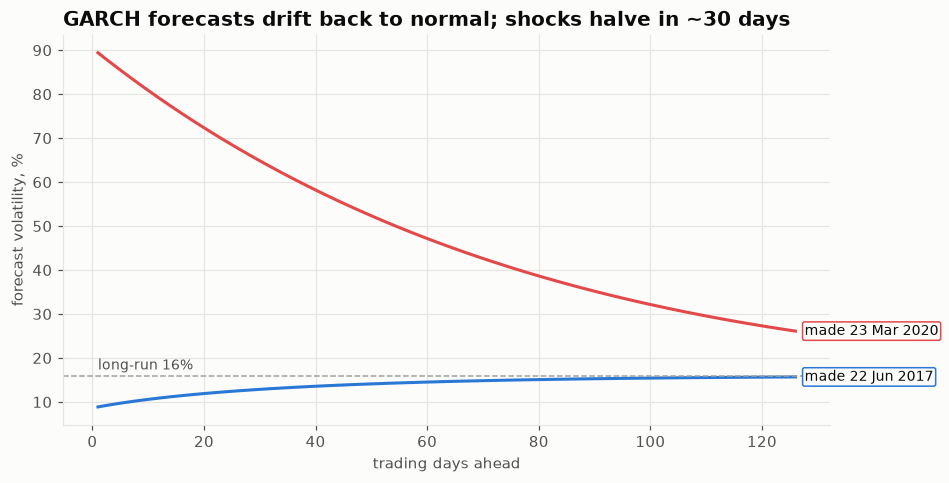 GARCH forecasts drift back to normal; shocks halve in ~30 days
forecast volatility, %
90
80
70
60
50
40
30
20
10
long-run 16%
made 23 Mar 2020
made 22 Jun 2017
0
20
40
60
80
100
120
trading days ahead